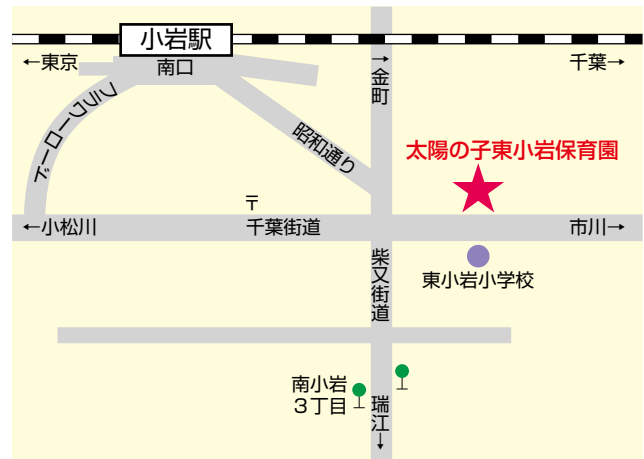 小岩駅
←東京
南口
千葉→
→金町
フラワーロード
昭和通り
太陽の子東小岩保育園
〒
←小松川
千葉街道
市川→
柴又街道
東小岩小学校
南小岩
3丁目
瑞江→